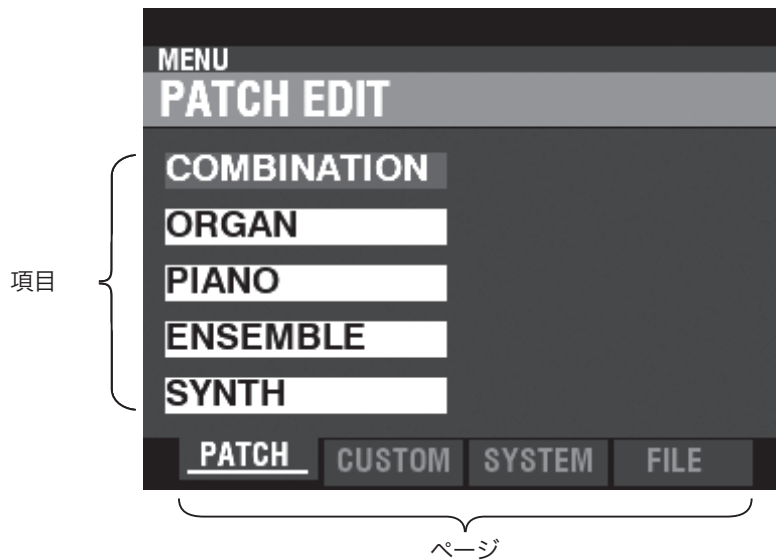 MENU
PATCH EDIT
項目
COMBINATION
ORGAN
PIANO
ENSEMBLE
SYNTH
PATCH CUSTOM SYSTEM FILE
ページ